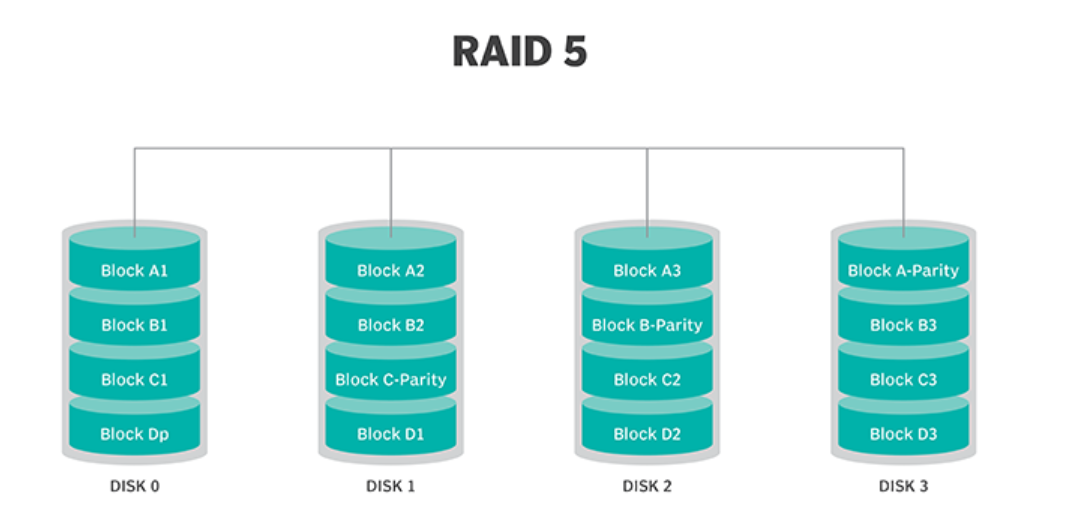 RAID 5
Block A1 Block A2 Block A3 Block A-Parity
Block B1 Block B2 Block B-Parity Block B3
Block C1 Block C-Parity Block C2 Block C3
Block Dp Block D1 Block D2 Block D3
DISK 0 DISK 1 DISK 2 DISK 3